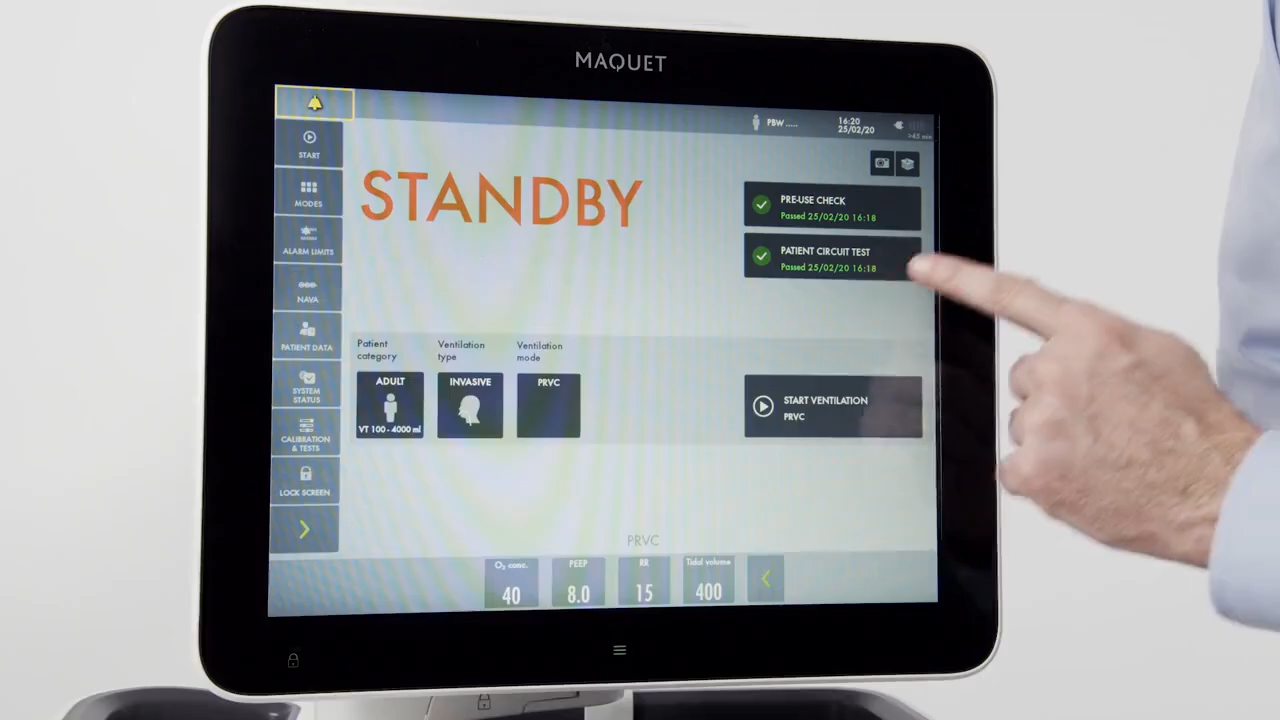 MAQUET
PBW .....
16:20
25/02/20
>45 min
START
MODES
ALARM LIMITS
NAVA
PATIENT DATA
SYSTEM
STATUS
CALIBRATION
& TESTS
LOCK SCREEN
STANDBY
PRE-USE CHECK
Passed 25/02/20 16:18
PATIENT CIRCUIT TEST
Passed 25/02/20 16:18
Patient
category
Ventilation
type
Ventilation
mode
ADULT
VT 100 - 4000 ml
INVASIVE
PRVC
START VENTILATION
PRVC
PRVC
O₂ conc.
40
PEEP
8.0
RR
15
Tidal volume
400